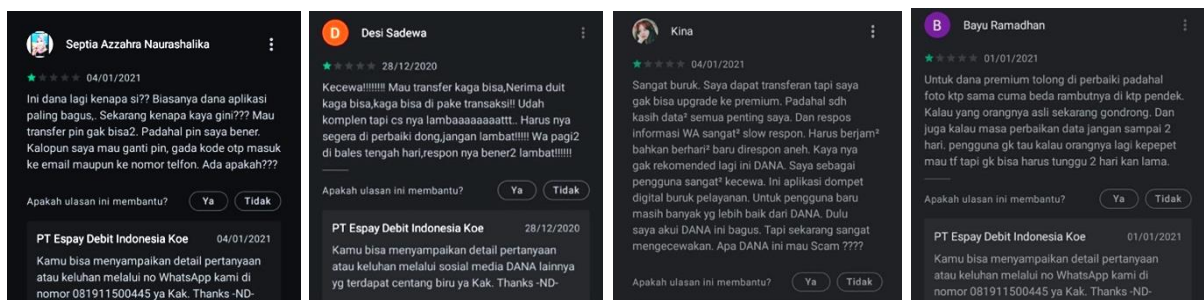 Septia Azzahra Naurashalika
04/01/2021
Ini dana lagi kenapa si?? Biasanya dana aplikasi
paling bagus,. Sekarang kenapa kaya gini??? Mau
transfer pin gak bisa2. Padahal pin saya bener.
Kalopun saya mau ganti pin, gada kode otp masuk
ke email maupun ke nomor telfon. Ada apakah???
Apakah ulasan ini membantu?
Ya
Tidak
PT Espay Debit Indonesia Koe 04/01/2021
Kamu bisa menyampaikan detail pertanyaan
atau keluhan melalui no WhatsApp kami di
nomor 081911500445 ya Kak. Thanks -ND-
D
Desi Sadewa
28/12/2020
Kecewa!!!!!!!! Mau transfer kaga bisa,Nerima duit
kaga bisa,kaga bisa di pake transaksi!! Udah
komplen tapi cs nya lambaaaaaaaattt.. Harus nya
segera di perbaiki dong,jangan lambat!!!!! Wa pagi2
di bales tengah hari,respon nya bener2 lambat!!!!!!
Apakah ulasan ini membantu?
Ya
Tidak
PT Espay Debit Indonesia Koe 28/12/2020
Kamu bisa menyampaikan detail pertanyaan
atau keluhan melalui sosial media DANA lainnya
yg terdapat centang biru ya Kak. Thanks -ND-
Kina
04/01/2021
Sangat buruk. Saya dapat transferan tapi saya
gak bisa upgrade ke premium. Padahal sdh
kasih data² semua penting saya. Dan respos
informasi WA sangat² slow respon. Harus berjam²
bahkan berhari² baru direspon aneh. Kaya nya
gak rekomended lagi ini DANA. Saya sebagai
pengguna sangat² kecewa. Ini aplikasi dompet
digital buruk pelayanan. Untuk pengguna baru
masih banyak yg lebih baik dari DANA. Dulu
saya akui DANA ini bagus. Tapi sekarang sangat
mengecewakan. Apa DANA ini mau Scam ????
Apakah ulasan ini membantu?
Ya
Tidak
B
Bayu Ramadhan
01/01/2021
Untuk dana premium tolong di perbaiki padahal
foto ktp sama cuma beda rambutnya di ktp pendek.
Kalau yang orangnya asli sekarang gondrong. Dan
juga kalau masa perbaikan data jangan sampai 2
hari. pengguna gk tau kalau orangnya lagi kepepet
mau tf tapi gk bisa harus tunggu 2 hari kan lama.
Apakah ulasan ini membantu?
Ya
Tidak
PT Espay Debit Indonesia Koe 01/01/2021
Kamu bisa menyampaikan detail pertanyaan
atau keluhan melalui no WhatsApp kami di
nomor 081911500445 ya Kak. Thanks -ND-